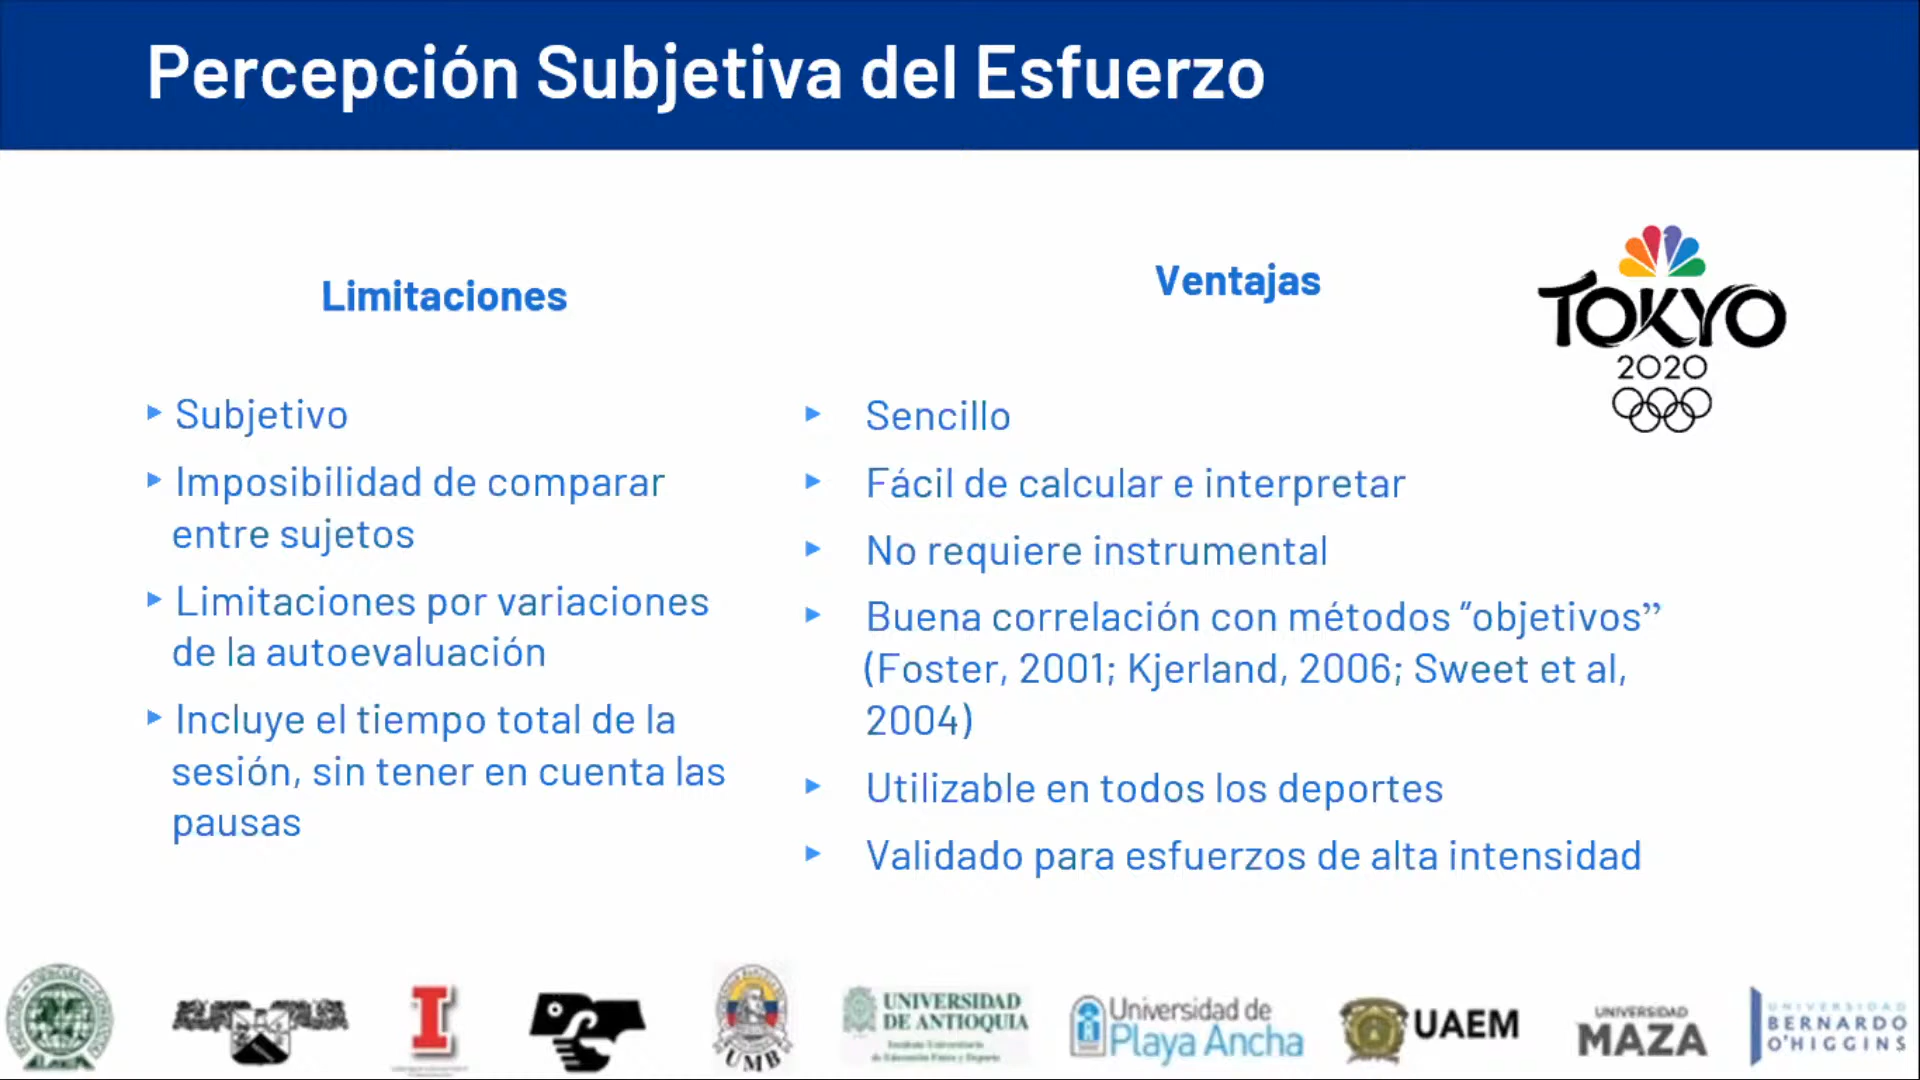 Percepción Subjetiva del Esfuerzo
Limitaciones
▸ Subjetivo
▸ Imposibilidad de comparar
entre sujetos
▸ Limitaciones por variaciones
de la autoevaluación
▸ Incluye el tiempo total de la
sesión, sin tener en cuenta las
pausas
Ventajas
▸ Sencillo
▸ Fácil de calcular e interpretar
▸ No requiere instrumental
▸ Buena correlación con métodos “objetivos”
(Foster, 2001; Kjerland, 2006; Sweet et al,
2004)
▸ Utilizable en todos los deportes
▸ Validado para esfuerzos de alta intensidad
TOKYO
2020
I
UMB
UNIVERSIDAD
DE ANTIOQUIA
Universidad de
Playa Ancha
UAEM
UNIVERSIDAD
MAZA
UNIVERSIDAD
BERNARDO
O'HIGGINS